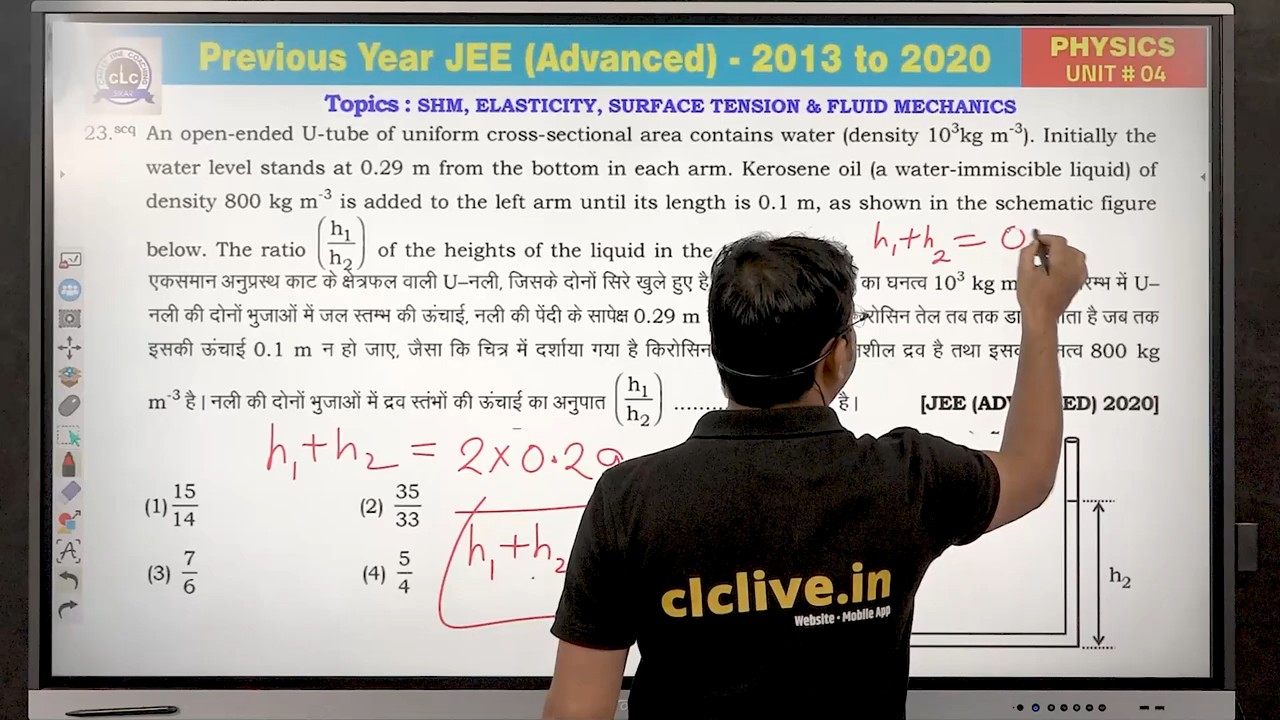 Previous Year JEE (Advanced) - 2013 to 2020
PHYSICS
UNIT # 04
CLC
SIKAR
Topics : SHM, ELASTICITY, SURFACE TENSION & FLUID MECHANICS
23. scq An open-ended U-tube of uniform cross-sectional area contains water (density 10³kg m⁻³). Initially the
water level stands at 0.29 m from the bottom in each arm. Kerosene oil (a water-immiscible liquid) of
density 800 kg m⁻³ is added to the left arm until its length is 0.1 m, as shown in the schematic figure
below. The ratio (h₁/h₂) of the heights of the liquid in the
h₁+h₂ = 0
एकसमान अनुप्रस्थ काट के क्षेत्रफल वाली U–नली, जिसके दोनों सिरे खुले हुए है का घनत्व 10³ kg m में U–
नली की दोनों भुजाओं में जल स्तम्भ की ऊंचाई, नली की पेंदी के सापेक्ष 0.29 m तेल तब तक है जब तक
इसकी ऊंचाई 0.1 m न हो जाए, जैसा कि चित्र में दर्शाया गया है द्रव है तथा 800 kg
m⁻³ है। नली की दोनों भुजाओं में द्रव स्तंभों की ऊंचाई का अनुपात (h₁/h₂) ........ है। [JEE 2020]
h₁+h₂ = 2×0.29
(1) 15/14 (2) 35/33
h₁+h₂
(3) 7/6 (4) 5/4
h₂
clclive.in
Website • Mobile App